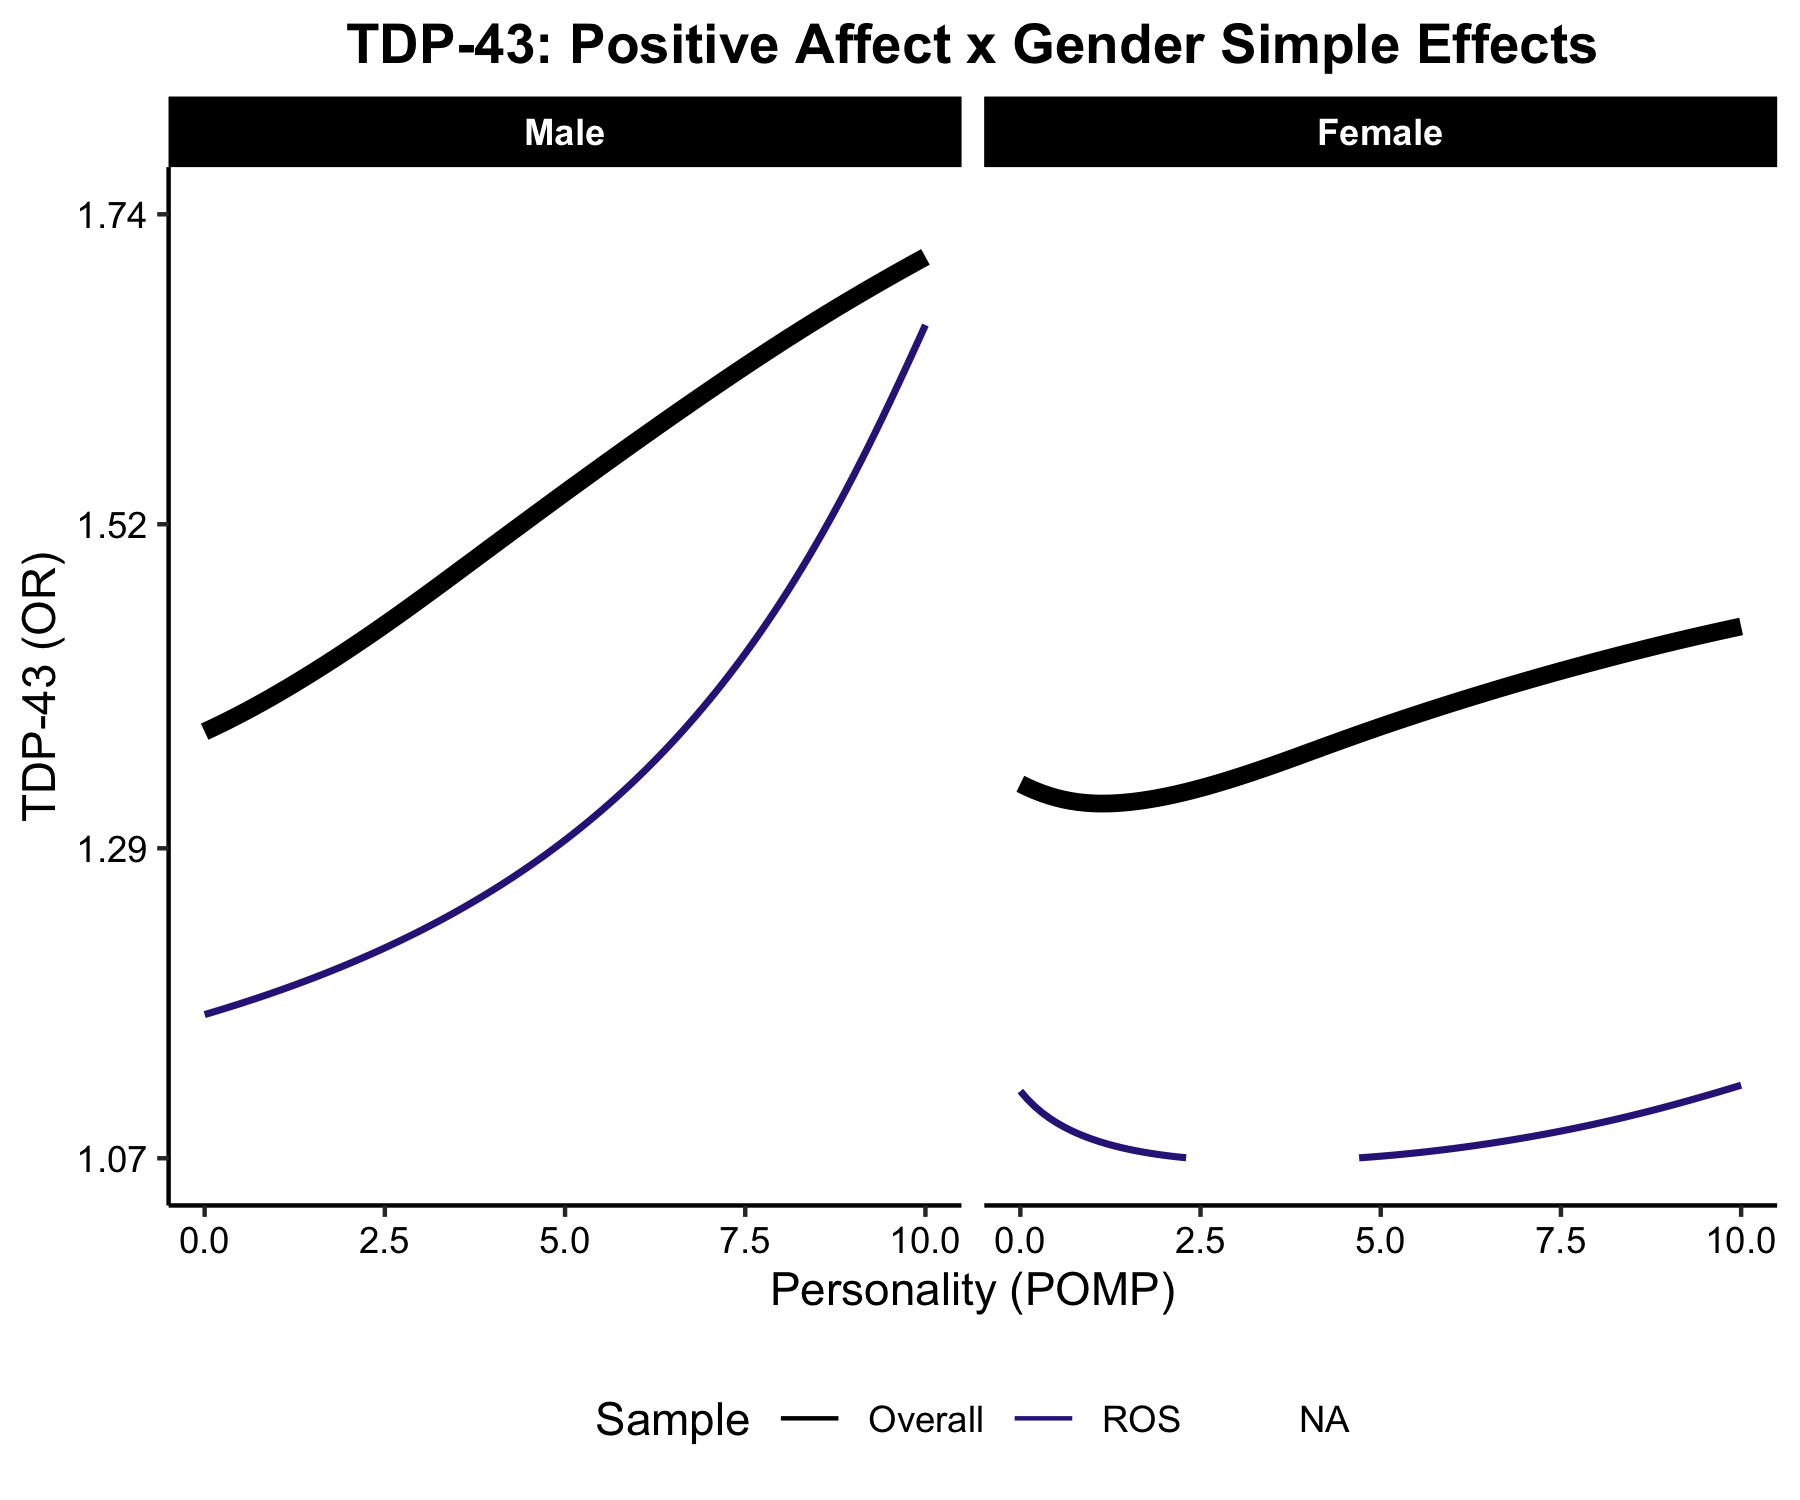 TDP-43: Positive Affect x Gender Simple Effects
Male
Female
TDP-43 (OR)
1.74
1.52
1.29
1.07
0.0 2.5 5.0 7.5 10.0
0.0 2.5 5.0 7.5 10.0
Personality (POMP)
Sample Overall ROS NA